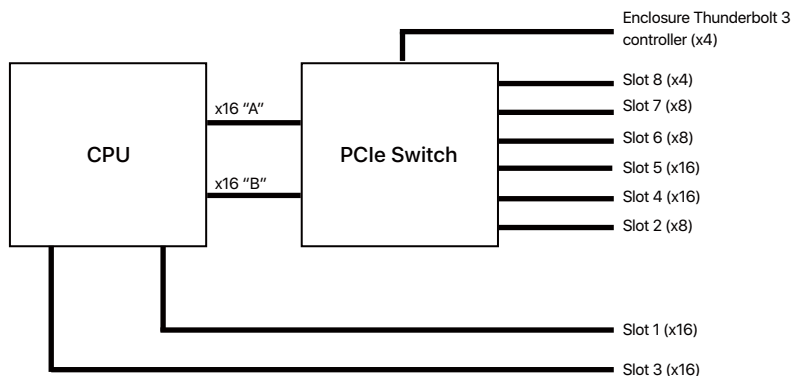 Enclosure Thunderbolt 3
controller (x4)
Slot 8 (x4)
Slot 7 (x8)
x16 “A”
Slot 6 (x8)
CPU
PCIe Switch
Slot 5 (x16)
x16 “B”
Slot 4 (x16)
Slot 2 (x8)
Slot 1 (x16)
Slot 3 (x16)